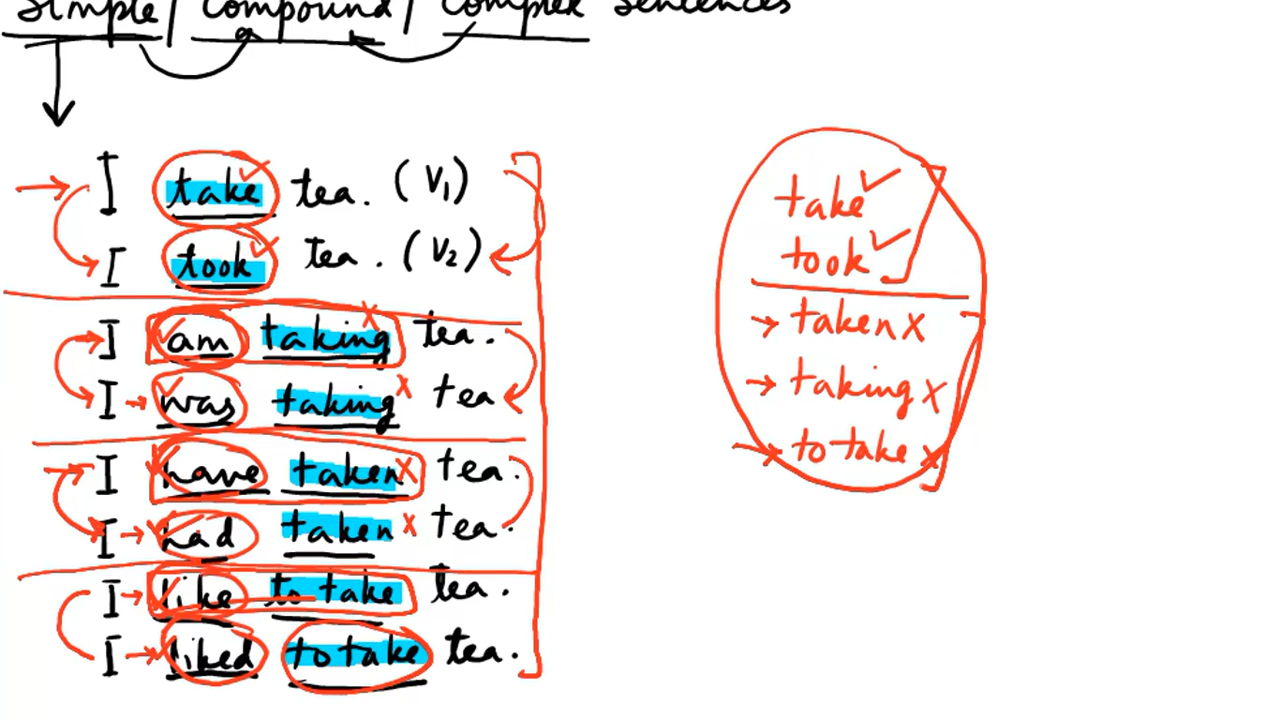 Simple / Compound / Complex Sentences
I take tea. (V1)
I took tea. (V2)
I am taking tea.
I was taking tea
I have taken tea.
I had taken tea.
I like to take tea.
I liked to take tea.
take
took
taken x
taking x
to take x